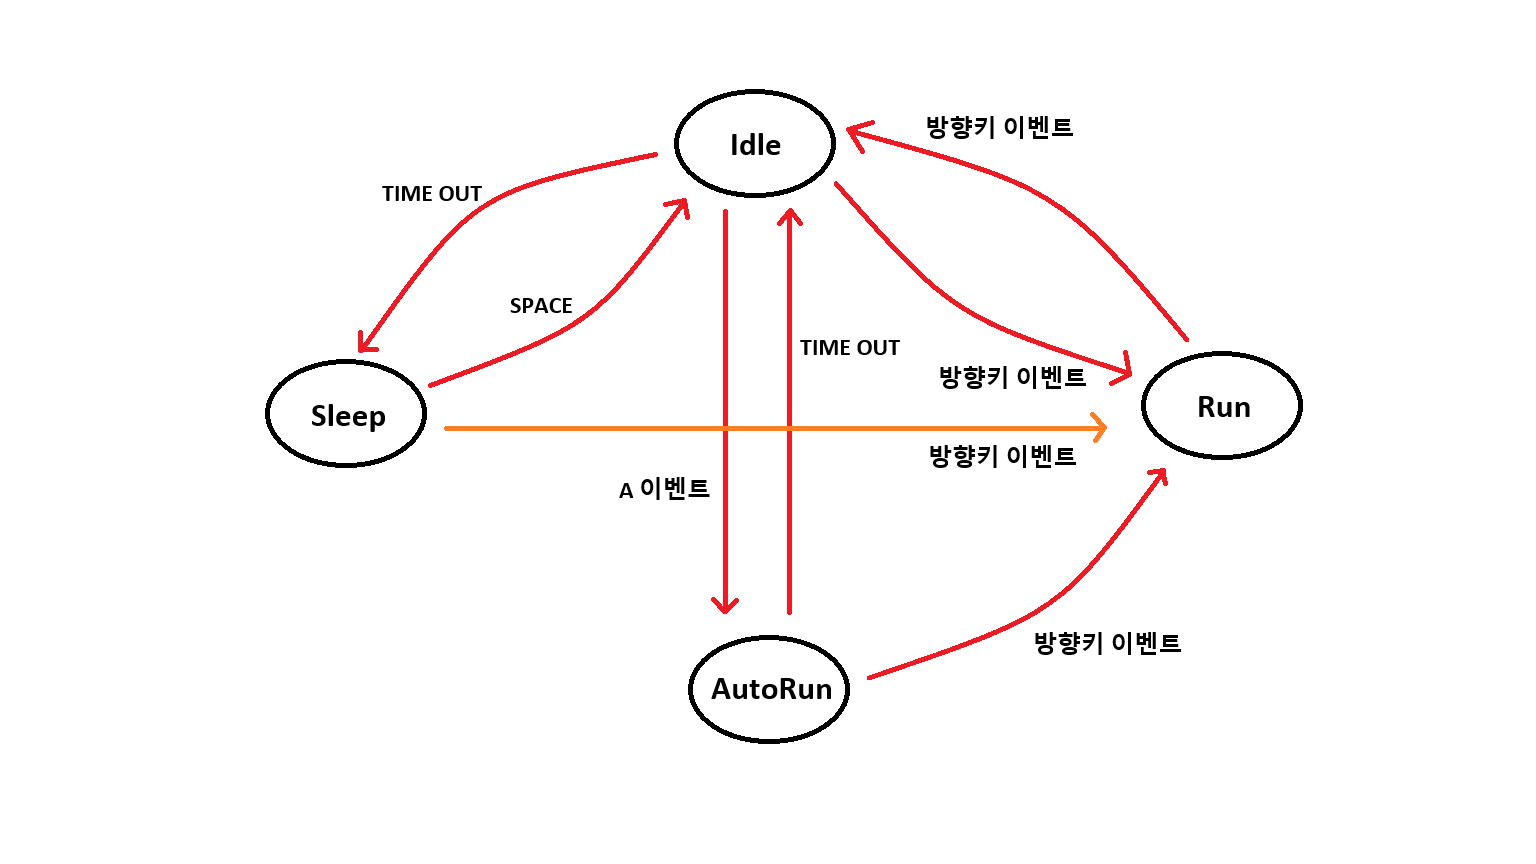 방향키 이벤트
Idle
TIME OUT
SPACE
TIME OUT
방향키 이벤트
Sleep
Run
방향키 이벤트
A 이벤트
방향키 이벤트
AutoRun